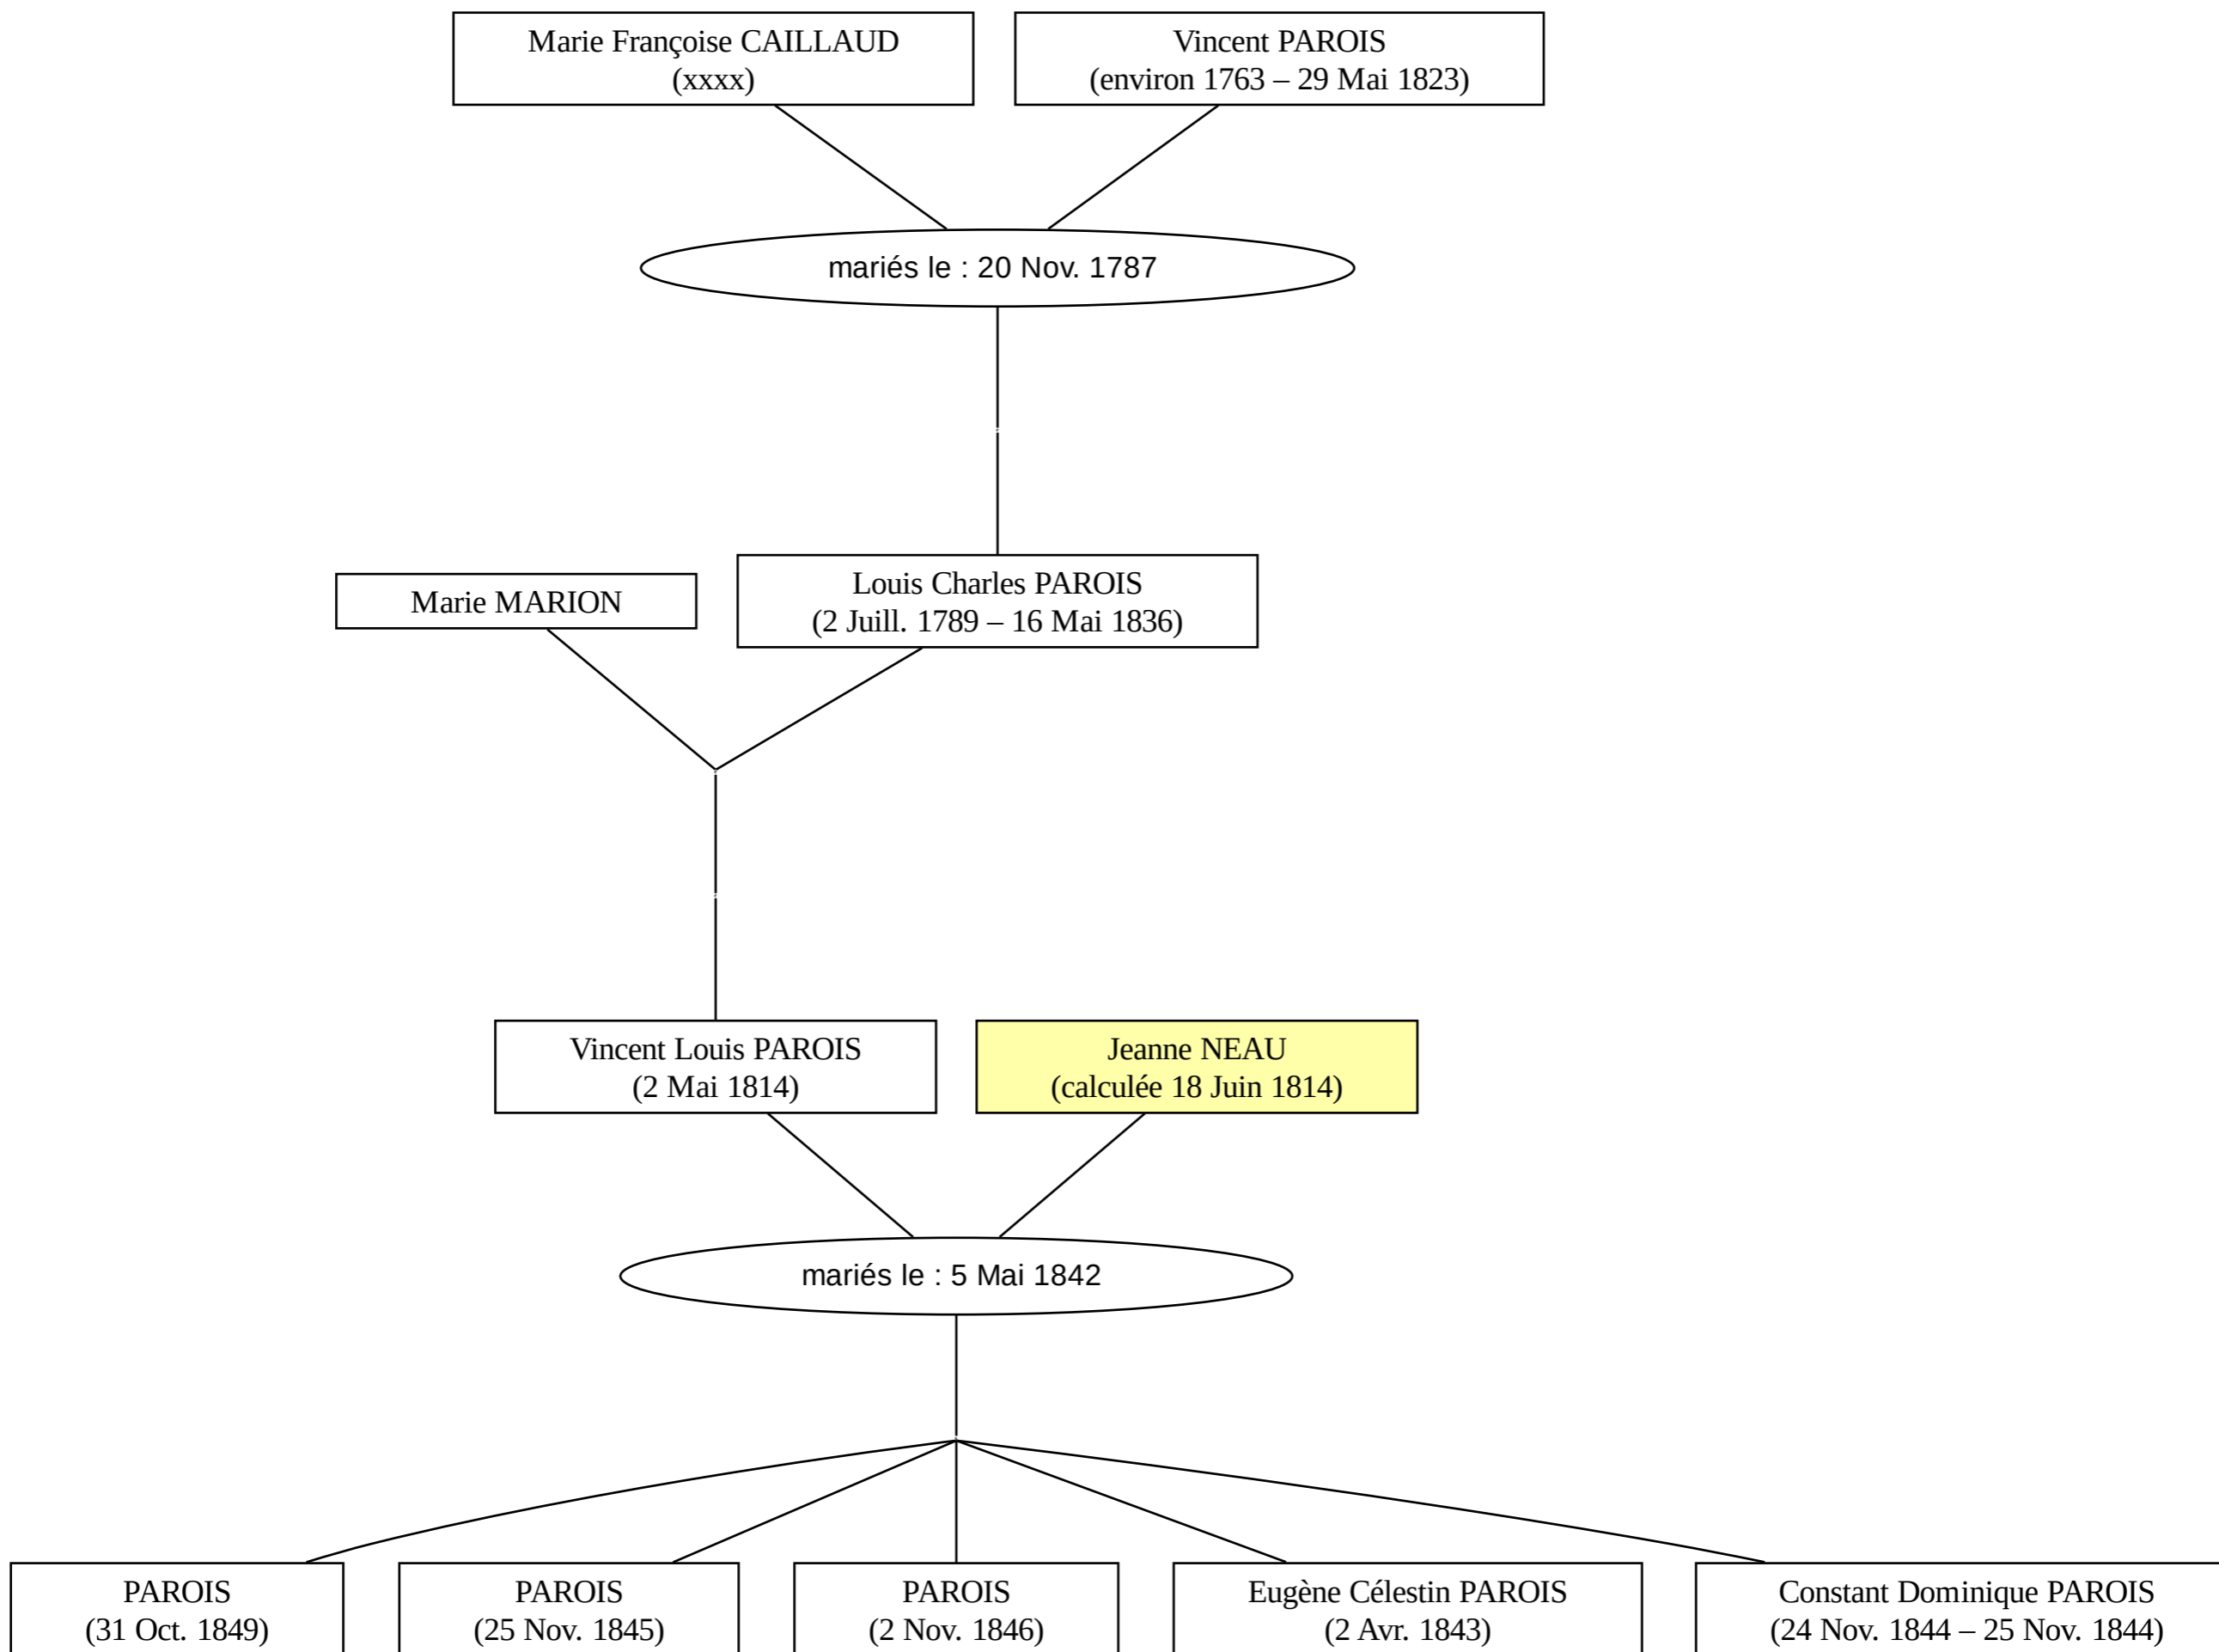 Marie Françoise CAILLAUD
(xxxx)
Vincent PAROIS
(environ 1763 – 29 Mai 1823)
mariés le : 20 Nov. 1787
Marie MARION
Louis Charles PAROIS
(2 Juill. 1789 – 16 Mai 1836)
Vincent Louis PAROIS
(2 Mai 1814)
Jeanne NEAU
(calculée 18 Juin 1814)
mariés le : 5 Mai 1842
PAROIS
(31 Oct. 1849)
PAROIS
(25 Nov. 1845)
PAROIS
(2 Nov. 1846)
Eugène Célestin PAROIS
(2 Avr. 1843)
Constant Dominique PAROIS
(24 Nov. 1844 – 25 Nov. 1844)